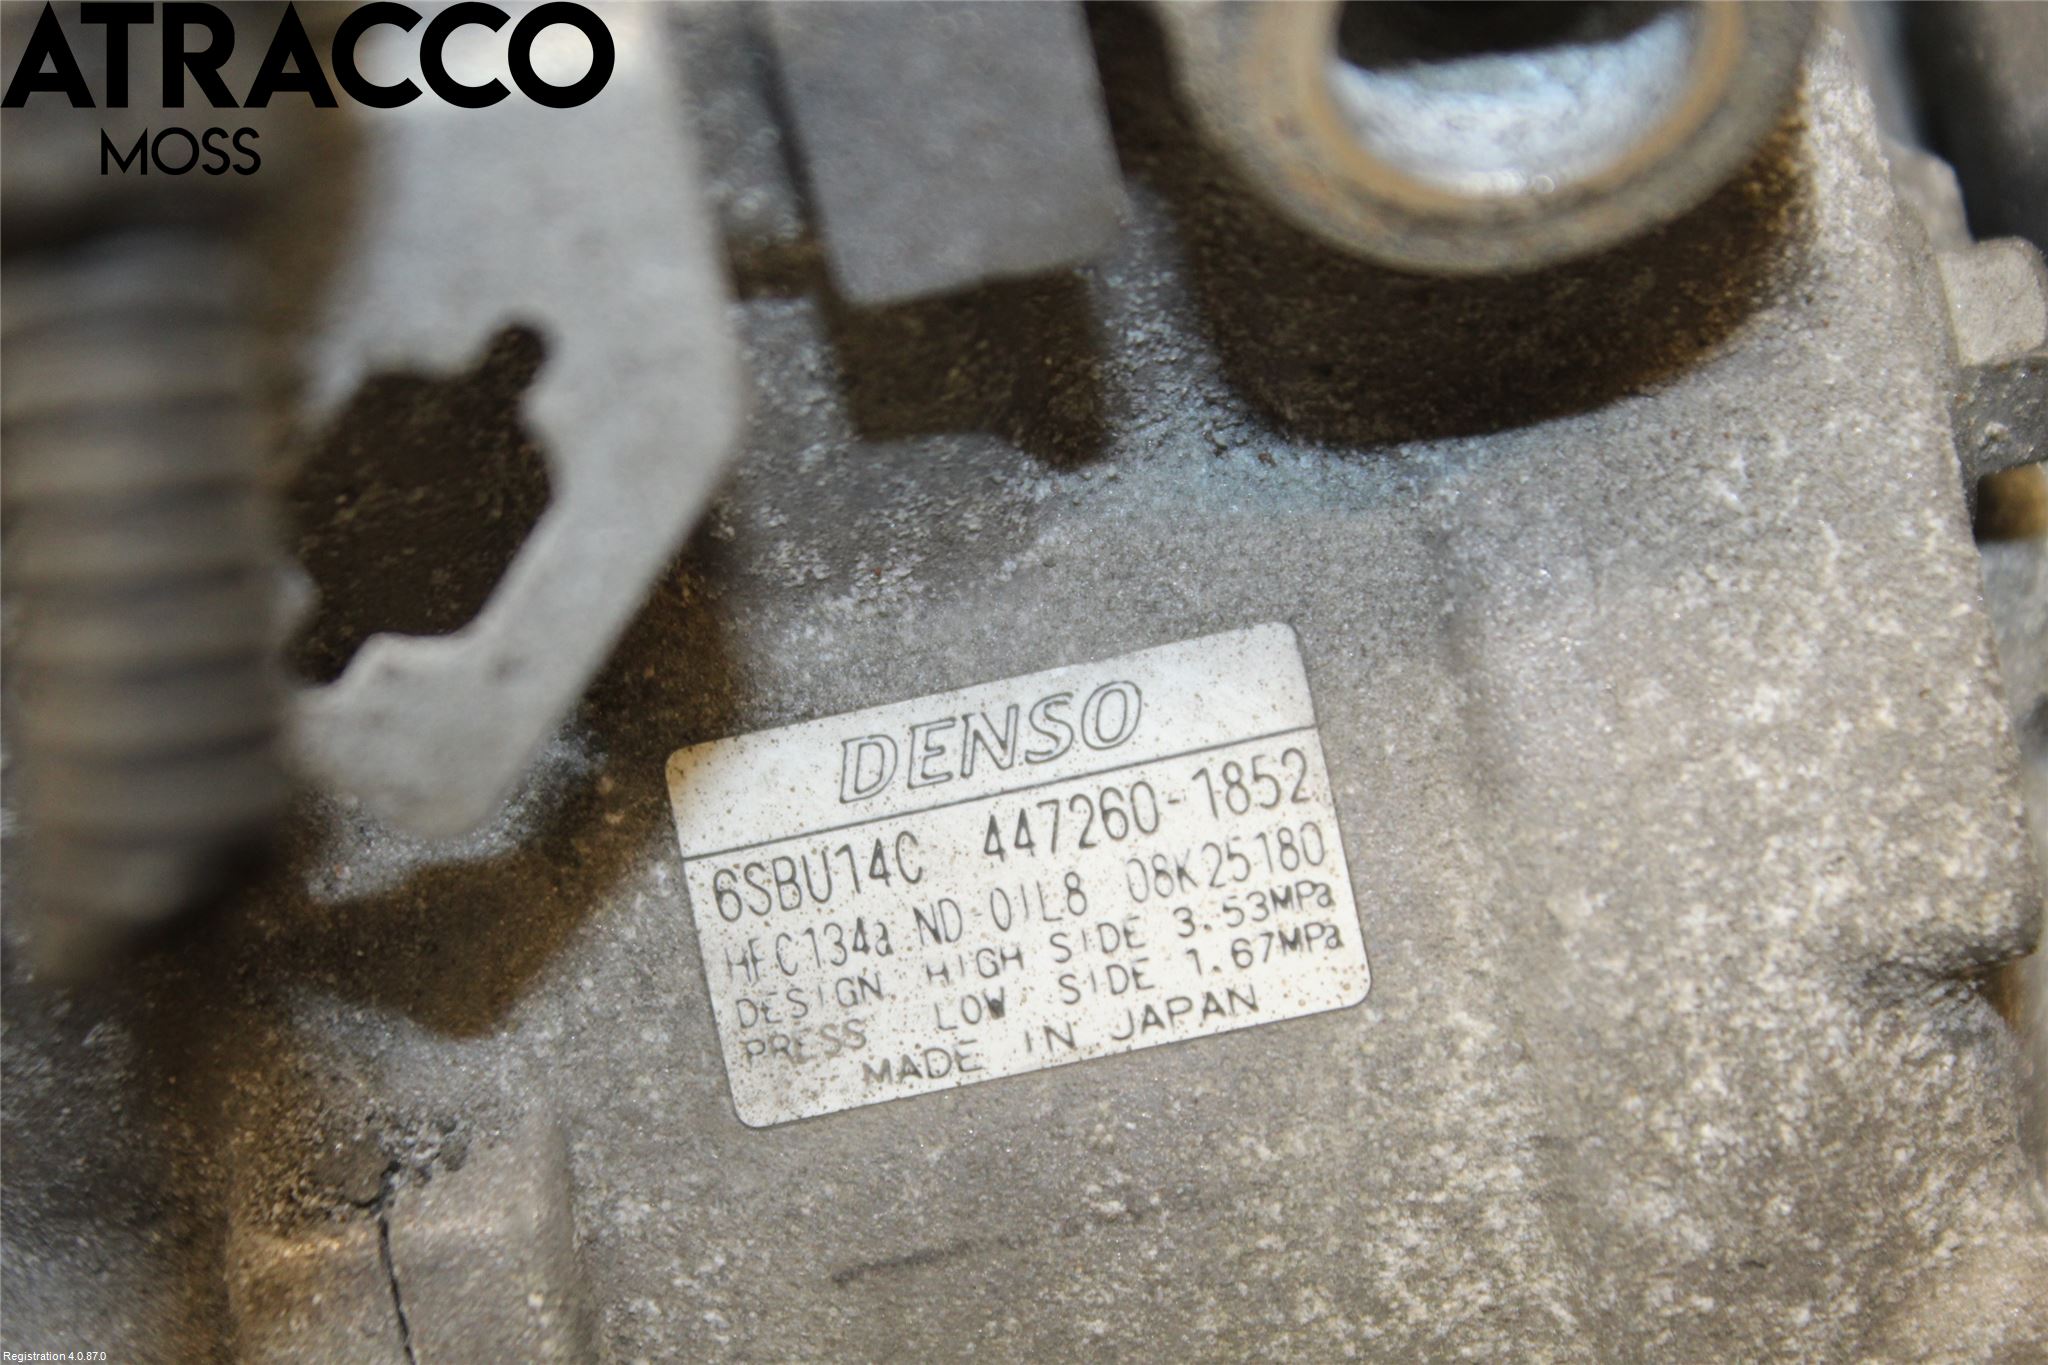 ATRACCO
MOSS
DENSO
6SBU14C 447260-1852
HFC134a ND-OIL8 08K25180
DESIGN HIGH SIDE 3.53MPa
PRESS LOW SIDE 1.67MPa
MADE IN JAPAN
Registration 4.0.87.0